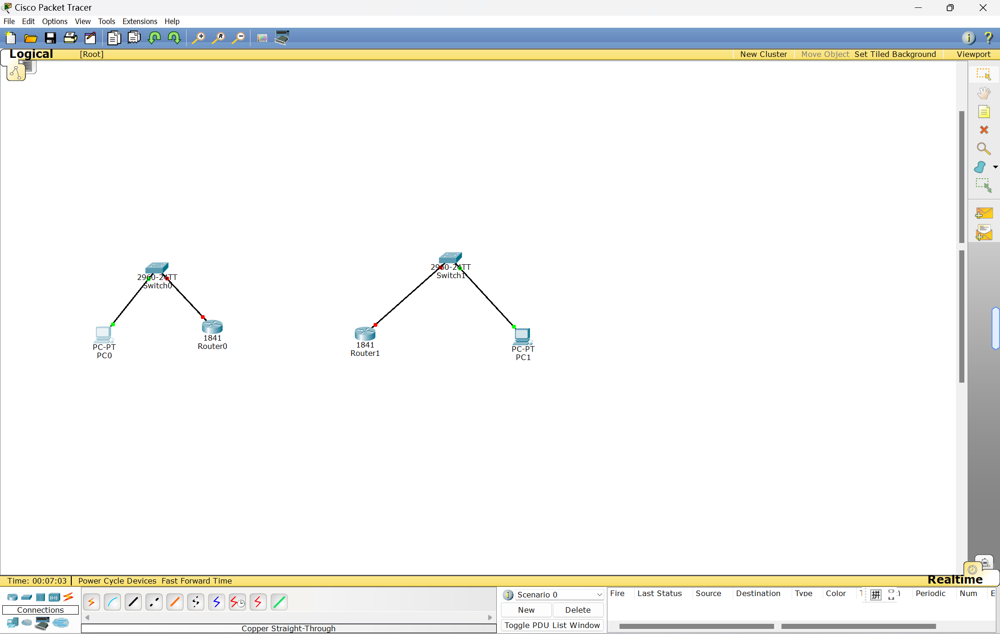 Cisco Packet Tracer
File Edit Options View Tools Extensions Help
Logical [Root] New Cluster Move Object Set Tiled Background Viewport
2960-24TT
Switch1
2960-24TT
Switch0
1841
Router0
1841
Router1
PC-PT
PC0
PC-PT
PC1
Time: 00:07:03 Power Cycle Devices Fast Forward Time Realtime
Scenario 0
Fire Last Status Source Destination Type Color Periodic Num E
拼
Connections
New Delete
Toggle PDU List Window
Copper Straight-Through